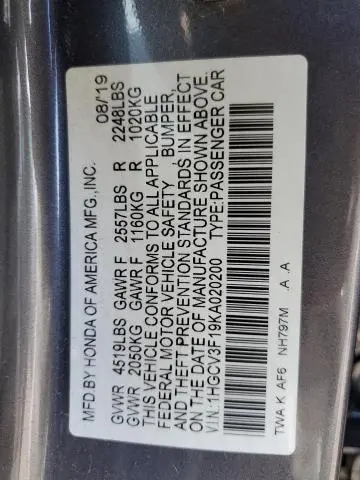 MFD.BY HONDA OF AMERICA MFG.,INC. 08/19
GVWR 4519LBS GAWR F 2557LBS R 2248LBS
GVWR 2050KG GAWR F 1160KG R 1020KG
THIS VEHICLE CONFORMS TO ALL APPLICABLE
FEDERAL MOTOR VEHICLE SAFETY , BUMPER,
AND THEFT PREVENTION STANDARDS IN EFFECT
ON THE DATE OF MANUFACTURE SHOWN ABOVE.
V.I.N:1HGCV3F19KA020200 TYPE:PASSENGER CAR
TWA K AF6 NH797M .A .A